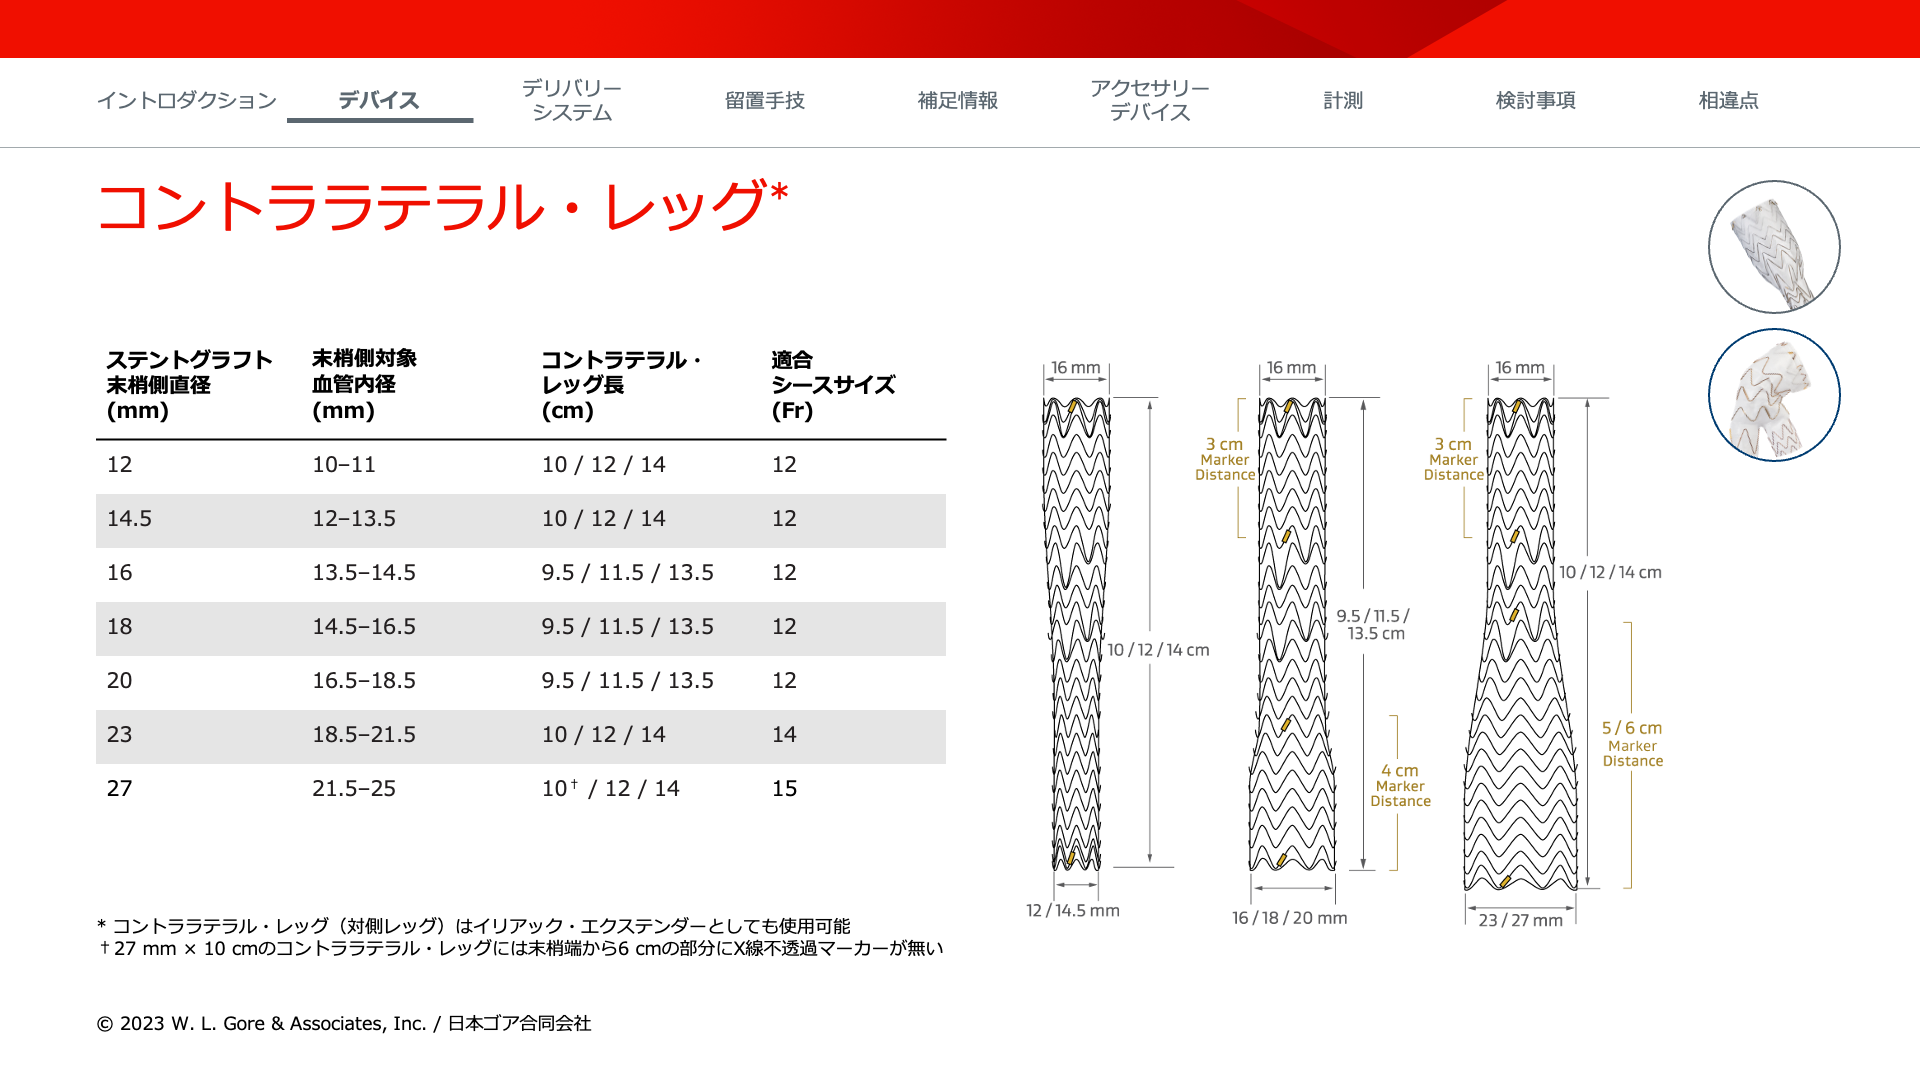 イントロダクション
デバイス
デリバリー
システム
留置手技
補足情報
アクセサリー
デバイス
計測
検討事項
相違点
コントララテラル・レッグ*
ステントグラフト
末梢側直径
(mm)
末梢側対象
血管内径
(mm)
コントラテラル・
レッグ長
(cm)
適合
シースサイズ
(Fr)
12 10–11 10 / 12 / 14 12
14.5 12–13.5 10 / 12 / 14 12
16 13.5–14.5 9.5 / 11.5 / 13.5 12
18 14.5–16.5 9.5 / 11.5 / 13.5 12
20 16.5–18.5 9.5 / 11.5 / 13.5 12
23 18.5–21.5 10 / 12 / 14 14
27 21.5–25 10† / 12 / 14 15
16 mm
10 / 12 / 14 cm
12 / 14.5 mm
16 mm
3 cm
Marker
Distance
9.5 / 11.5 /
13.5 cm
4 cm
Marker
Distance
16 / 18 / 20 mm
16 mm
3 cm
Marker
Distance
10 / 12 / 14 cm
5 / 6 cm
Marker
Distance
23 / 27 mm
* コントララテラル・レッグ（対側レッグ）はイリアック・エクステンダーとしても使用可能
† 27 mm × 10 cmのコントララテラル・レッグには末梢端から6 cmの部分にX線不透過マーカーが無い
© 2023 W. L. Gore & Associates, Inc. / 日本ゴア合同会社